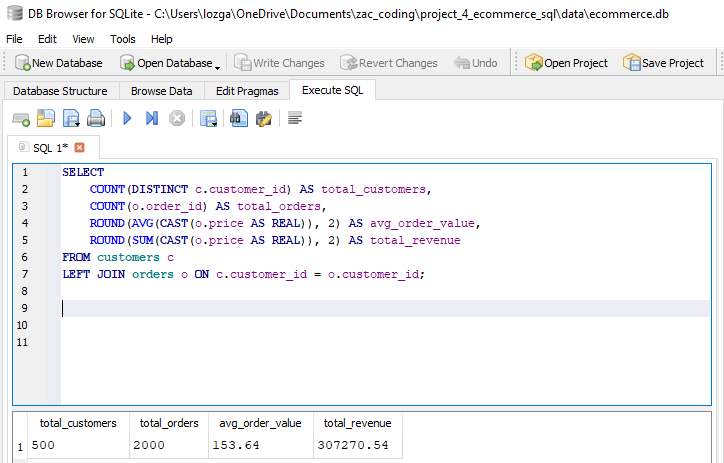 DB Browser for SQLite - C:\Users\lozga\OneDrive\Documents\zac_coding\project_4_ecommerce_sql\data\ecommerce.db
File Edit View Tools Help
New Database Open Database Write Changes Revert Changes Undo Open Project Save Project
Database Structure Browse Data Edit Pragmas Execute SQL
SQL 1*
1 SELECT
2 COUNT(DISTINCT c.customer_id) AS total_customers,
3 COUNT(o.order_id) AS total_orders,
4 ROUND(AVG(CAST(o.price AS REAL)), 2) AS avg_order_value,
5 ROUND(SUM(CAST(o.price AS REAL)), 2) AS total_revenue
6 FROM customers c
7 LEFT JOIN orders o ON c.customer_id = o.customer_id;
8
9
10
11
total_customers total_orders avg_order_value total_revenue
1 500 2000 153.64 307270.54